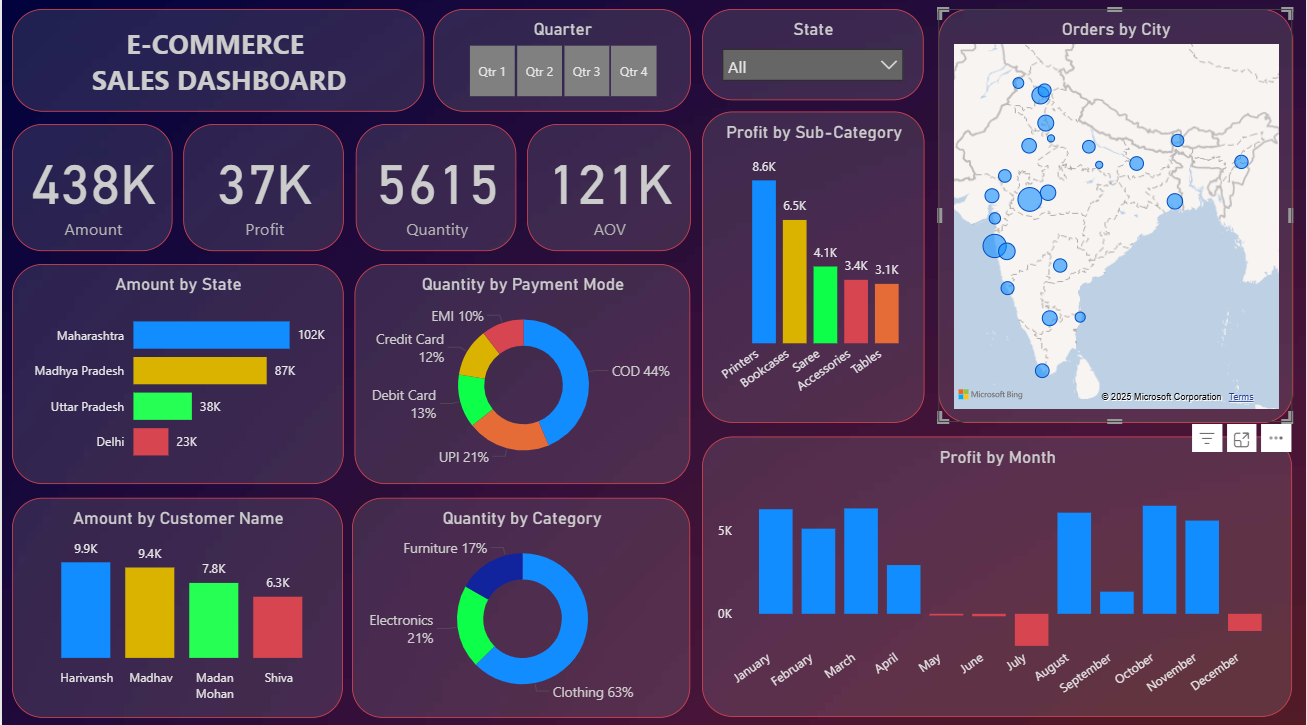 E-COMMERCE
SALES DASHBOARD
Quarter
Qtr 1 Qtr 2 Qtr 3 Qtr 4
State
All
Orders by City
Microsoft Bing
© 2025 Microsoft Corporation Terms
438K
Amount
37K
Profit
5615
Quantity
121K
AOV
Profit by Sub-Category
8.6K
6.5K
4.1K
3.4K
3.1K
Printers
Bookcases
Saree
Accessories
Tables
Amount by State
Maharashtra 102K
Madhya Pradesh 87K
Uttar Pradesh 38K
Delhi 23K
Quantity by Payment Mode
EMI 10%
Credit Card
12%
COD 44%
Debit Card
13%
UPI 21%
Profit by Month
5K
0K
January
February
March
April
May
June
July
August
September
October
November
December
Amount by Customer Name
9.9K
9.4K
7.8K
6.3K
Harivansh
Madhav
Madan
Mohan
Shiva
Quantity by Category
Furniture 17%
Electronics
21%
Clothing 63%